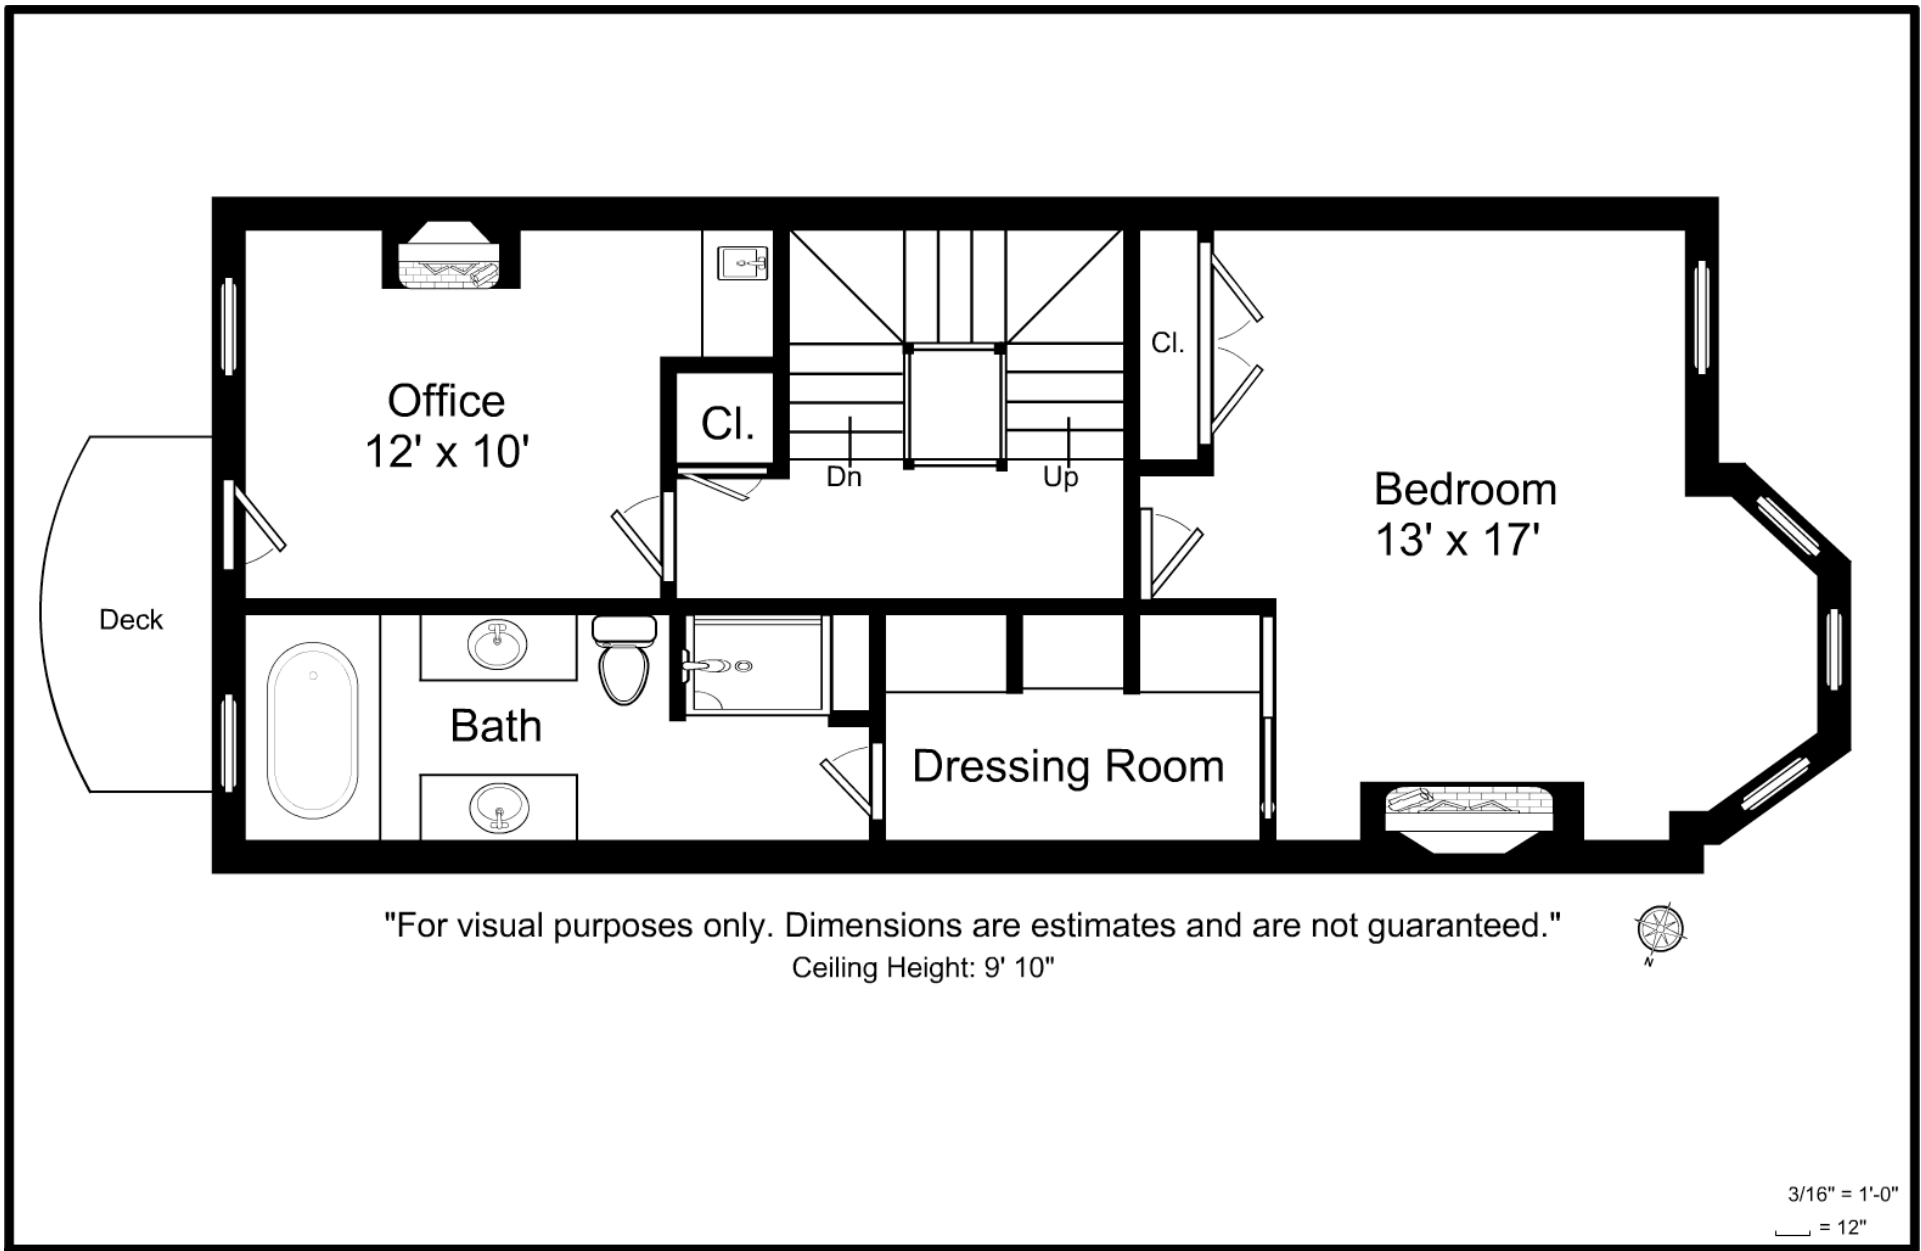 Office
12' x 10'
Cl.
Dn
Up
Cl.
Bedroom
13' x 17'
Deck
Bath
Dressing Room
"For visual purposes only. Dimensions are estimates and are not guaranteed."
Ceiling Height: 9' 10"
N
3/16" = 1'-0"
= 12"